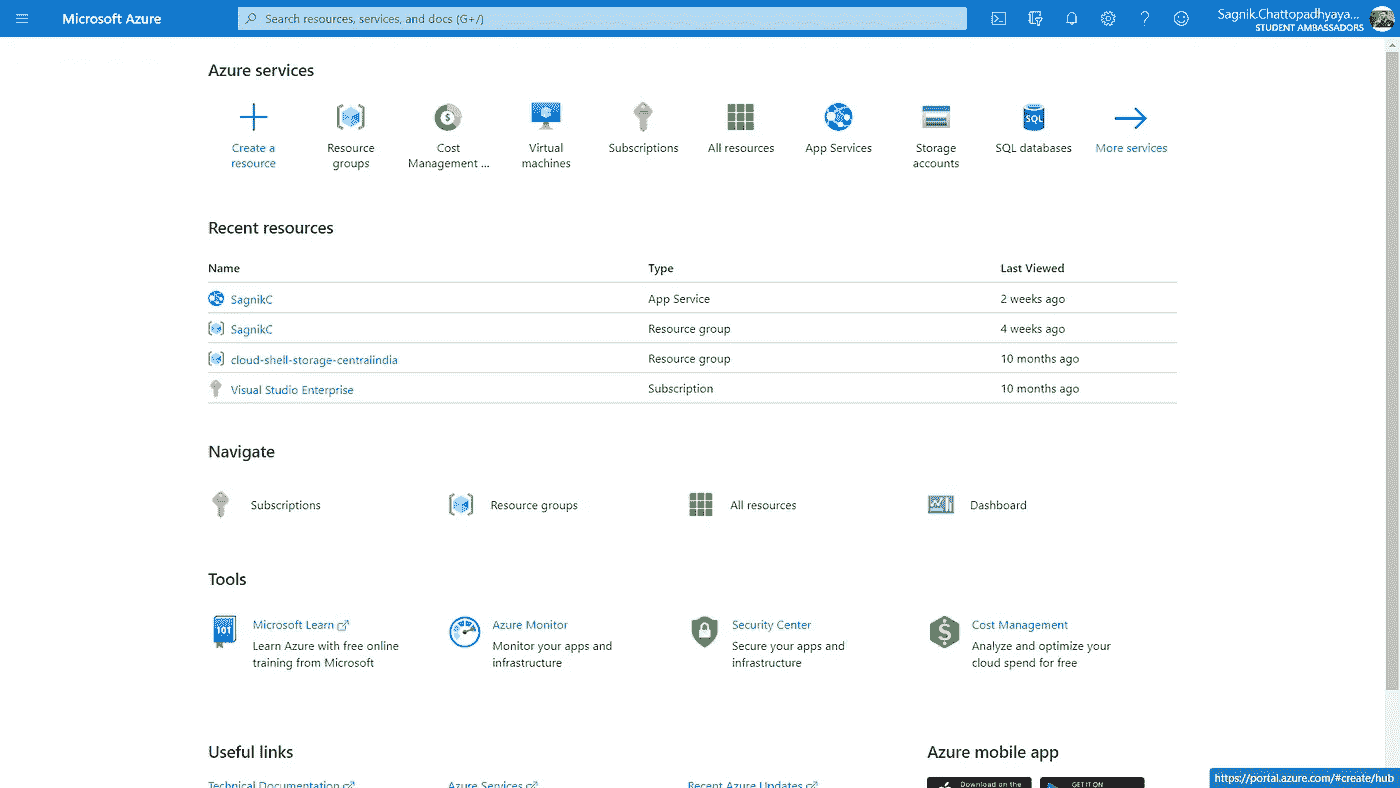 Microsoft Azure
Search resources, services, and docs (G+/)
Sagnik.Chattopadhyaya...
STUDENT AMBASSADORS
Azure services
Create a
resource
Resource
groups
Cost
Management ...
Virtual
machines
Subscriptions
All resources
App Services
Storage
accounts
SQL
SQL databases
More services
Recent resources
Name Type Last Viewed
SagnikC App Service 2 weeks ago
SagnikC Resource group 4 weeks ago
cloud-shell-storage-centralindia Resource group 10 months ago
Visual Studio Enterprise Subscription 10 months ago
Navigate
Subscriptions Resource groups All resources Dashboard
Tools
101
Microsoft Learn
Learn Azure with free online
training from Microsoft
Azure Monitor
Monitor your apps and
infrastructure
Security Center
Secure your apps and
infrastructure
Cost Management
Analyze and optimize your
cloud spend for free
Useful links
Technical Documentation
Azure Services
Recent Azure Updates
Azure mobile app
Download on the
GET IT ON
https://portal.azure.com/#create/hub